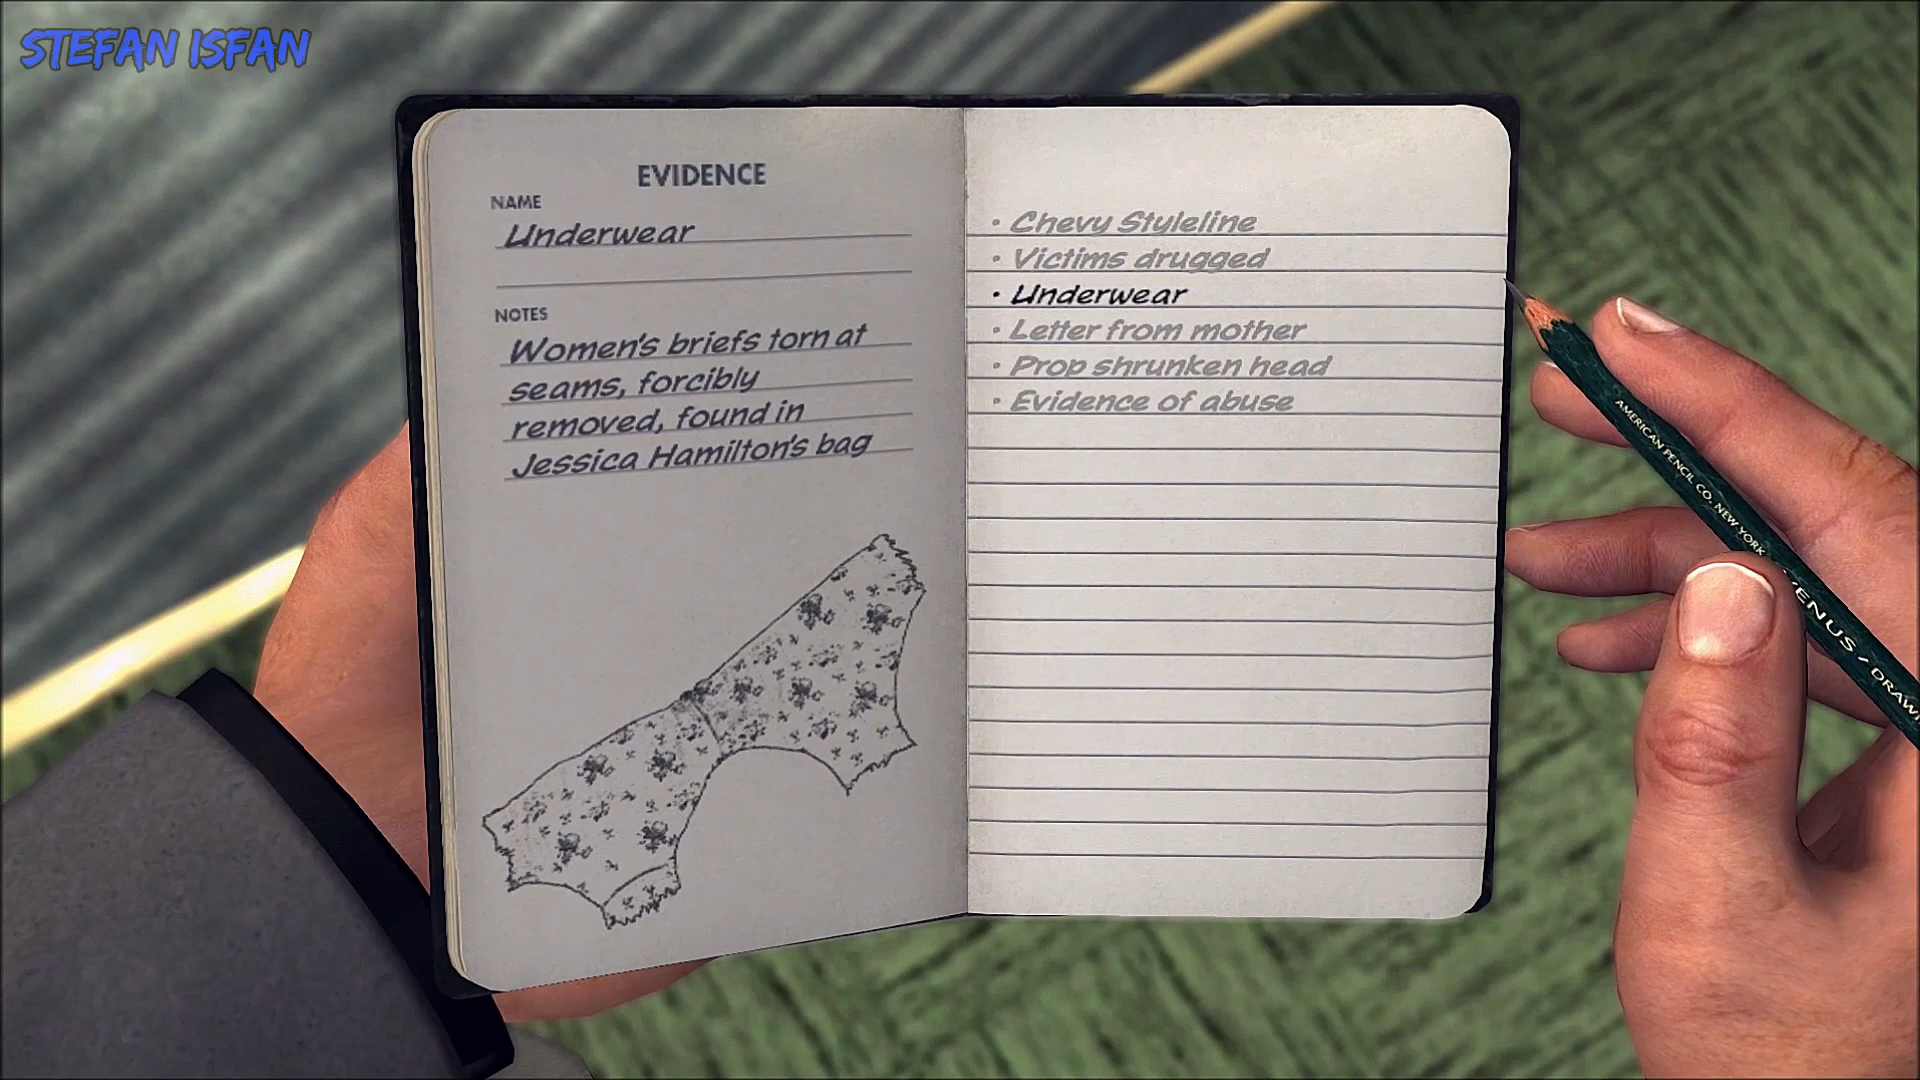 STEFAN ISFAN
EVIDENCE
NAME
Underwear
NOTES
Women's briefs torn at
seams, forcibly
removed, found in
Jessica Hamilton's bag
• Chevy Styleline
• Victims drugged
• Underwear
• Letter from mother
• Prop shrunken head
• Evidence of abuse
AMERICAN PENCIL CO. NEW YORK
VENUS / DRAWI